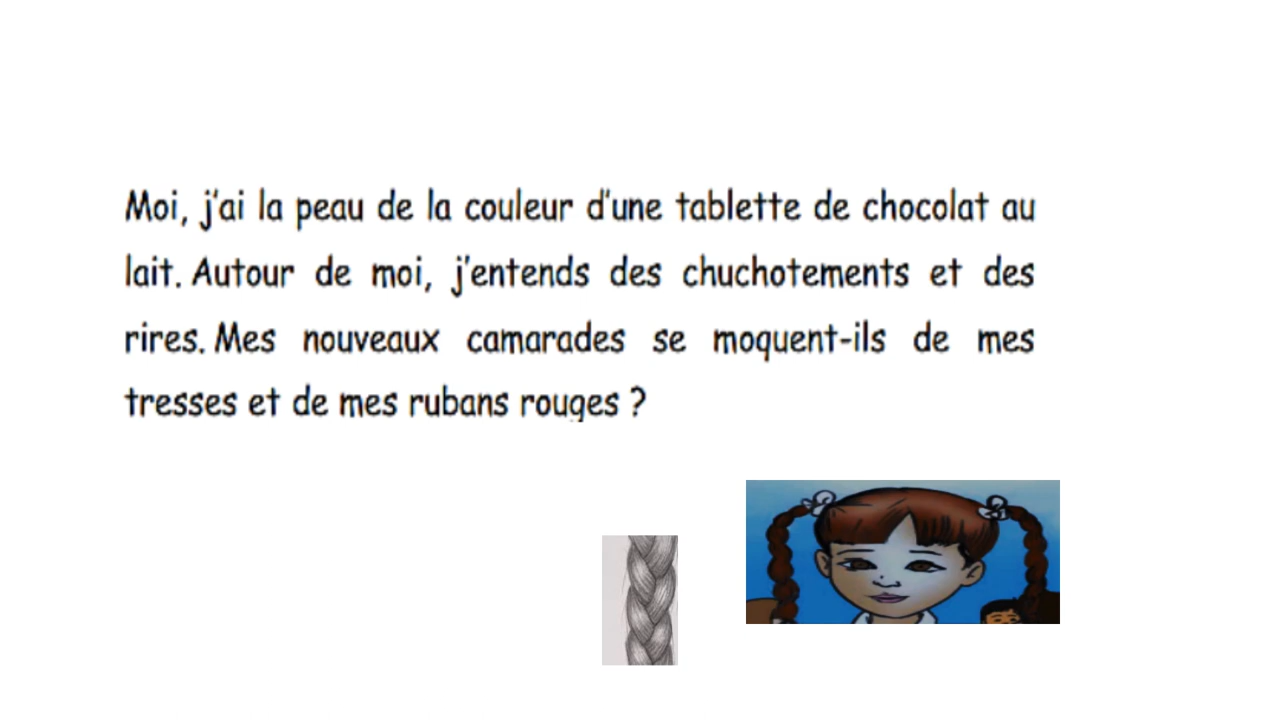 Moi, j'ai la peau de la couleur d'une tablette de chocolat au
lait. Autour de moi, j'entends des chuchotements et des
rires. Mes nouveaux camarades se moquent-ils de mes
tresses et de mes rubans rouges ?